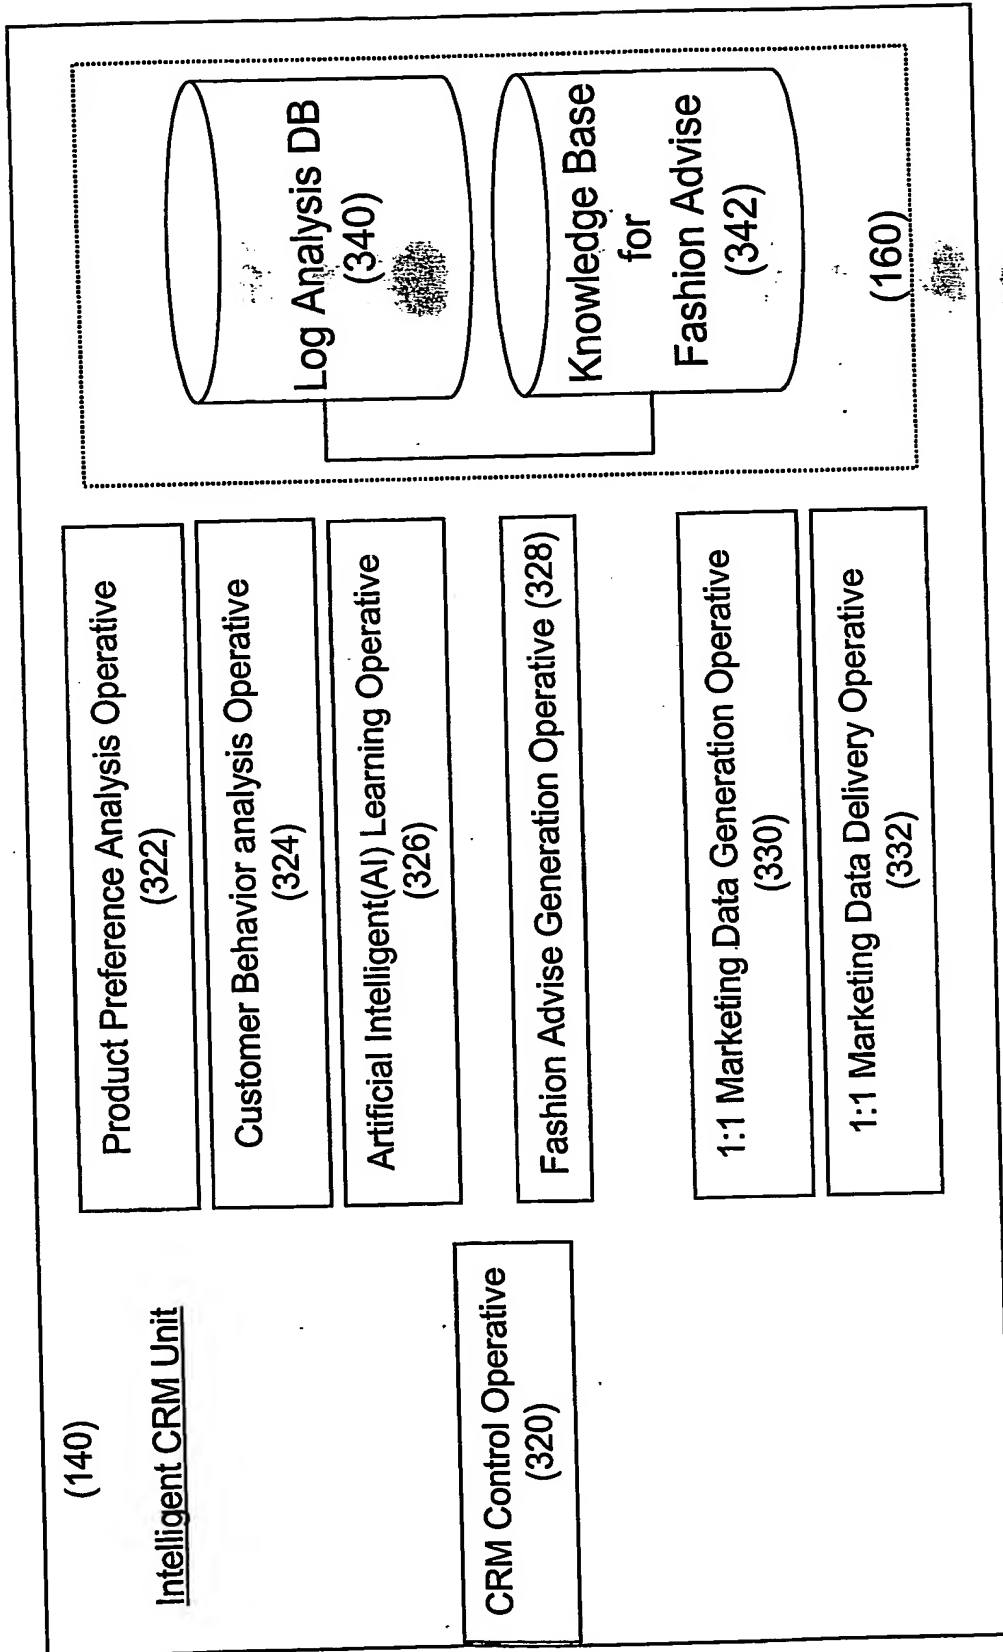 (140)
Intelligent CRM Unit
CRM Control Operative
(320)
Product Preference Analysis Operative
(322)
Customer Behavior analysis Operative
(324)
Artificial Intelligent(AI) Learning Operative
(326)
Fashion Advise Generation Operative (328)
1:1 Marketing Data Generation Operative
(330)
1:1 Marketing Data Delivery Operative
(332)
Log Analysis DB
(340)
Knowledge Base
for
Fashion Advise
(342)
(160)